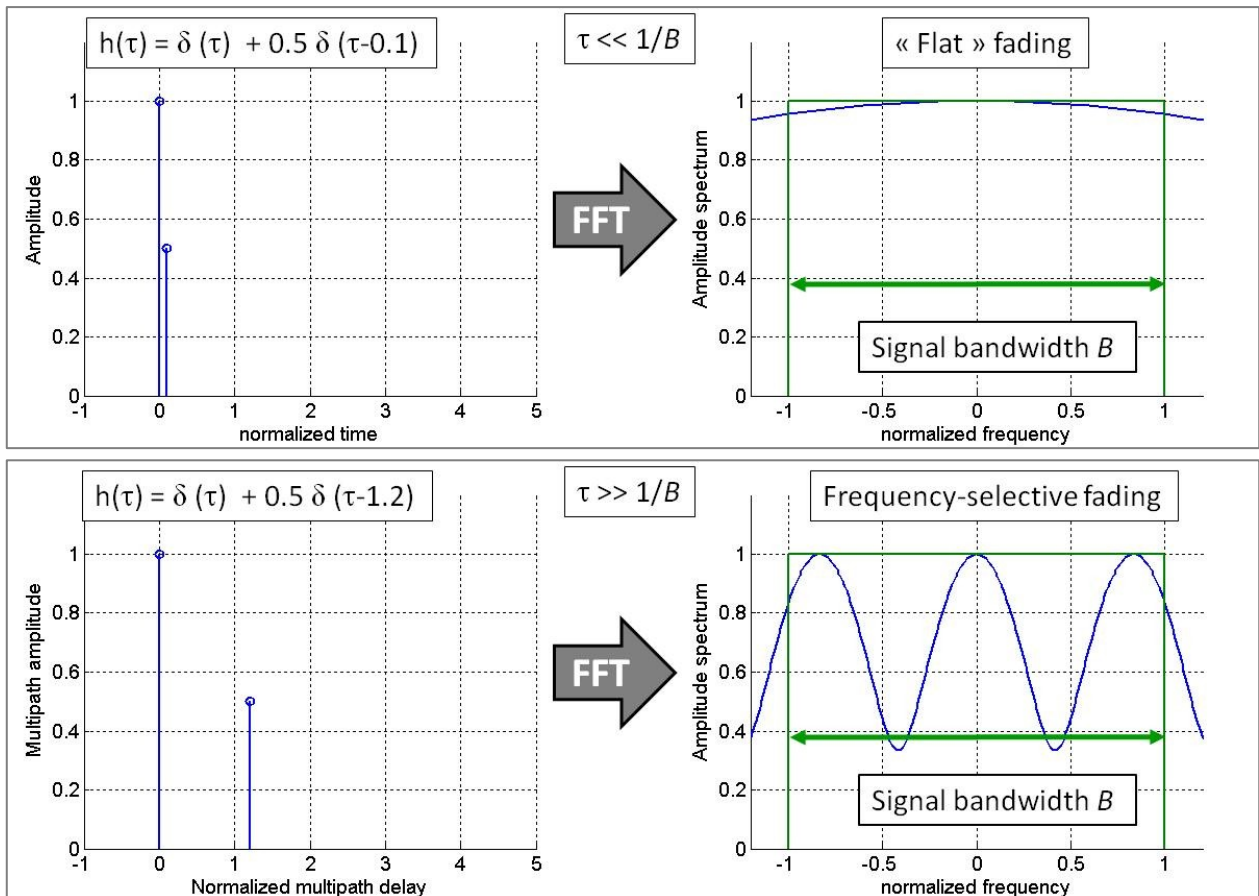 h(τ) = δ (τ) + 0.5 δ (τ-0.1)
τ << 1/B
« Flat » fading
Amplitude
1
0.8
0.6
0.4
0.2
0
-1 0 1 2 3 4 5
normalized time
FFT
Amplitude spectrum
1
0.8
0.6
0.4
0.2
0
Signal bandwidth B
-1 -0.5 0 0.5 1
normalized frequency
h(τ) = δ (τ) + 0.5 δ (τ-1.2)
τ >> 1/B
Frequency-selective fading
Multipath amplitude
1
0.8
0.6
0.4
0.2
0
-1 0 1 2 3 4 5
Normalized multipath delay
FFT
Amplitude spectrum
1
0.8
0.6
0.4
0.2
0
Signal bandwidth B
-1 -0.5 0 0.5 1
normalized frequency